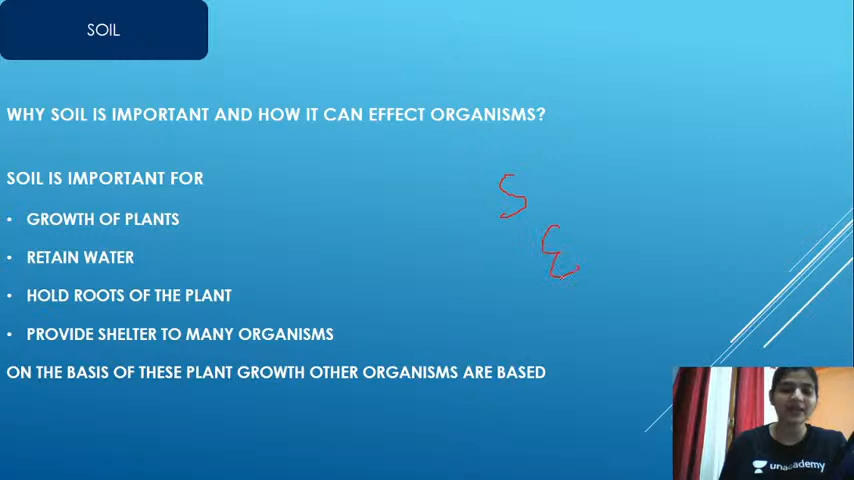 SOIL
WHY SOIL IS IMPORTANT AND HOW IT CAN EFFECT ORGANISMS?
SOIL IS IMPORTANT FOR
• GROWTH OF PLANTS
S
• RETAIN WATER
• HOLD ROOTS OF THE PLANT
• PROVIDE SHELTER TO MANY ORGANISMS
ON THE BASIS OF THESE PLANT GROWTH OTHER ORGANISMS ARE BASED
unacademy